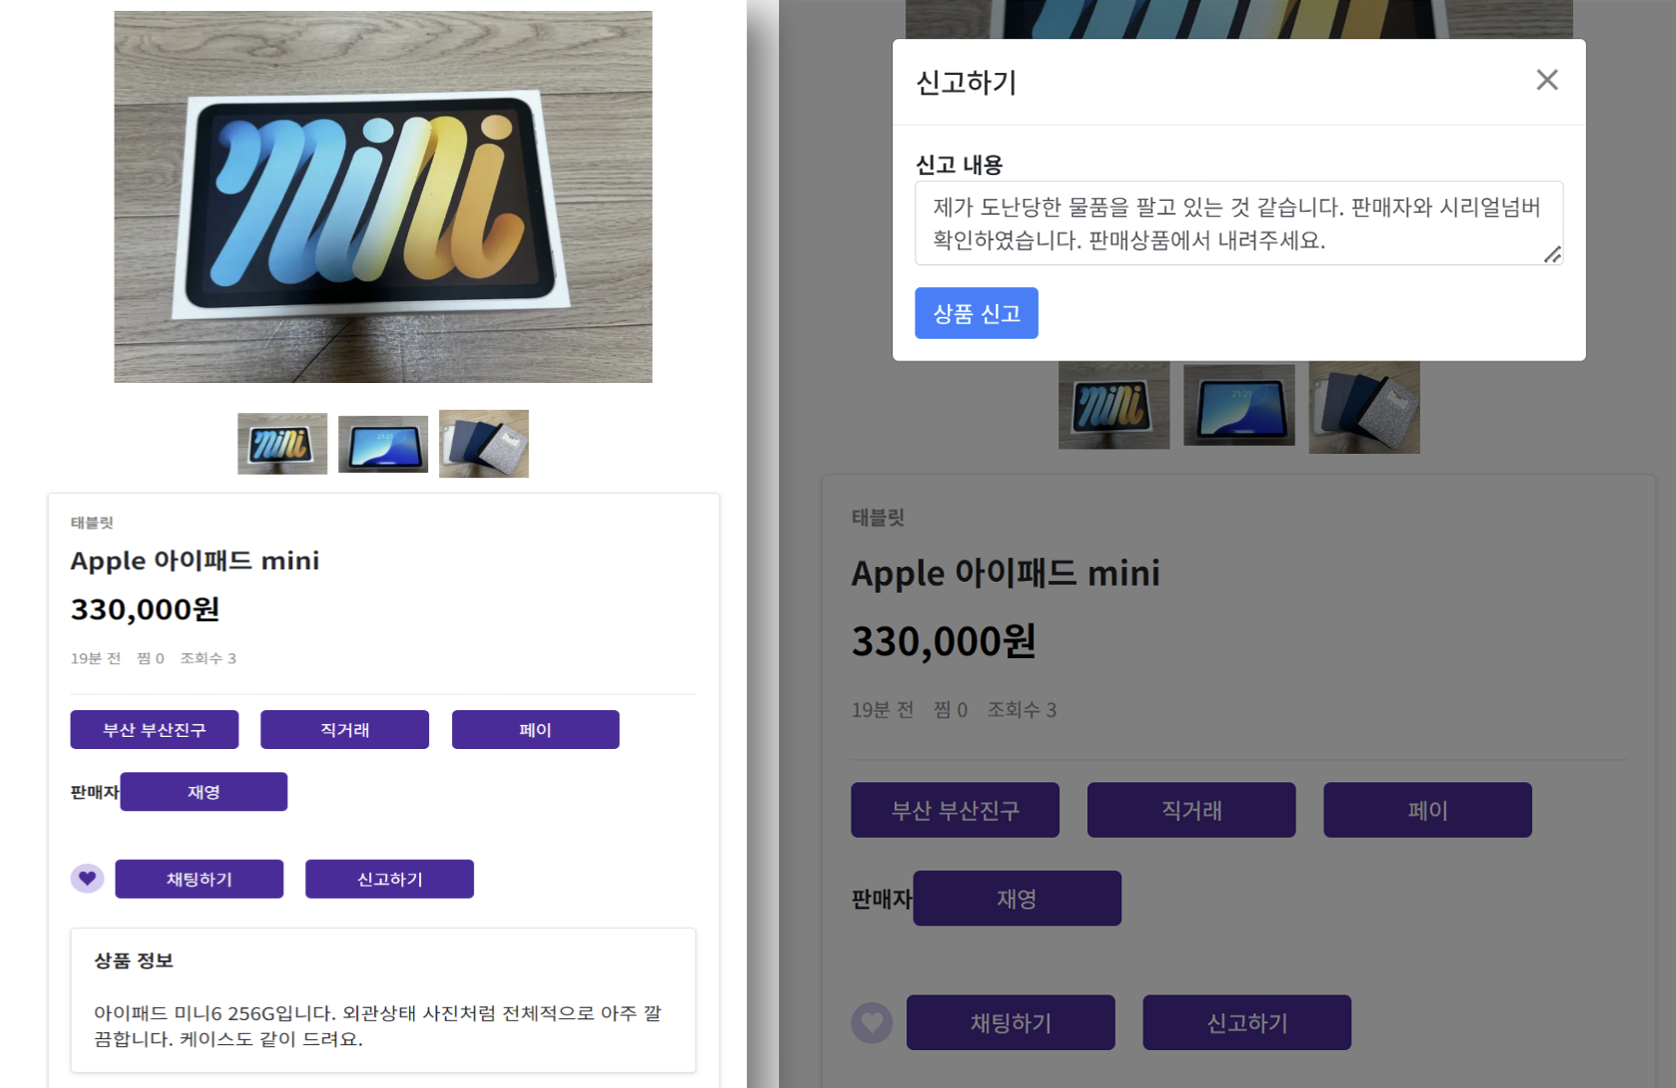 mini
21:21
태블릿
Apple 아이패드 mini
330,000원
19분 전 찜 0 조회수 3
부산 부산진구 직거래 페이
판매자 재영
채팅하기 신고하기
상품 정보
아이패드 미니6 256G입니다. 외관상태 사진처럼 전체적으로 아주 깔
끔합니다. 케이스도 같이 드려요.
신고하기
신고 내용
제가 도난당한 물품을 팔고 있는 것 같습니다. 판매자와 시리얼넘버
확인하였습니다. 판매상품에서 내려주세요.
상품 신고
mini
21:21
태블릿
Apple 아이패드 mini
330,000원
19분 전 찜 0 조회수 3
부산 부산진구 직거래 페이
판매자 재영
채팅하기 신고하기